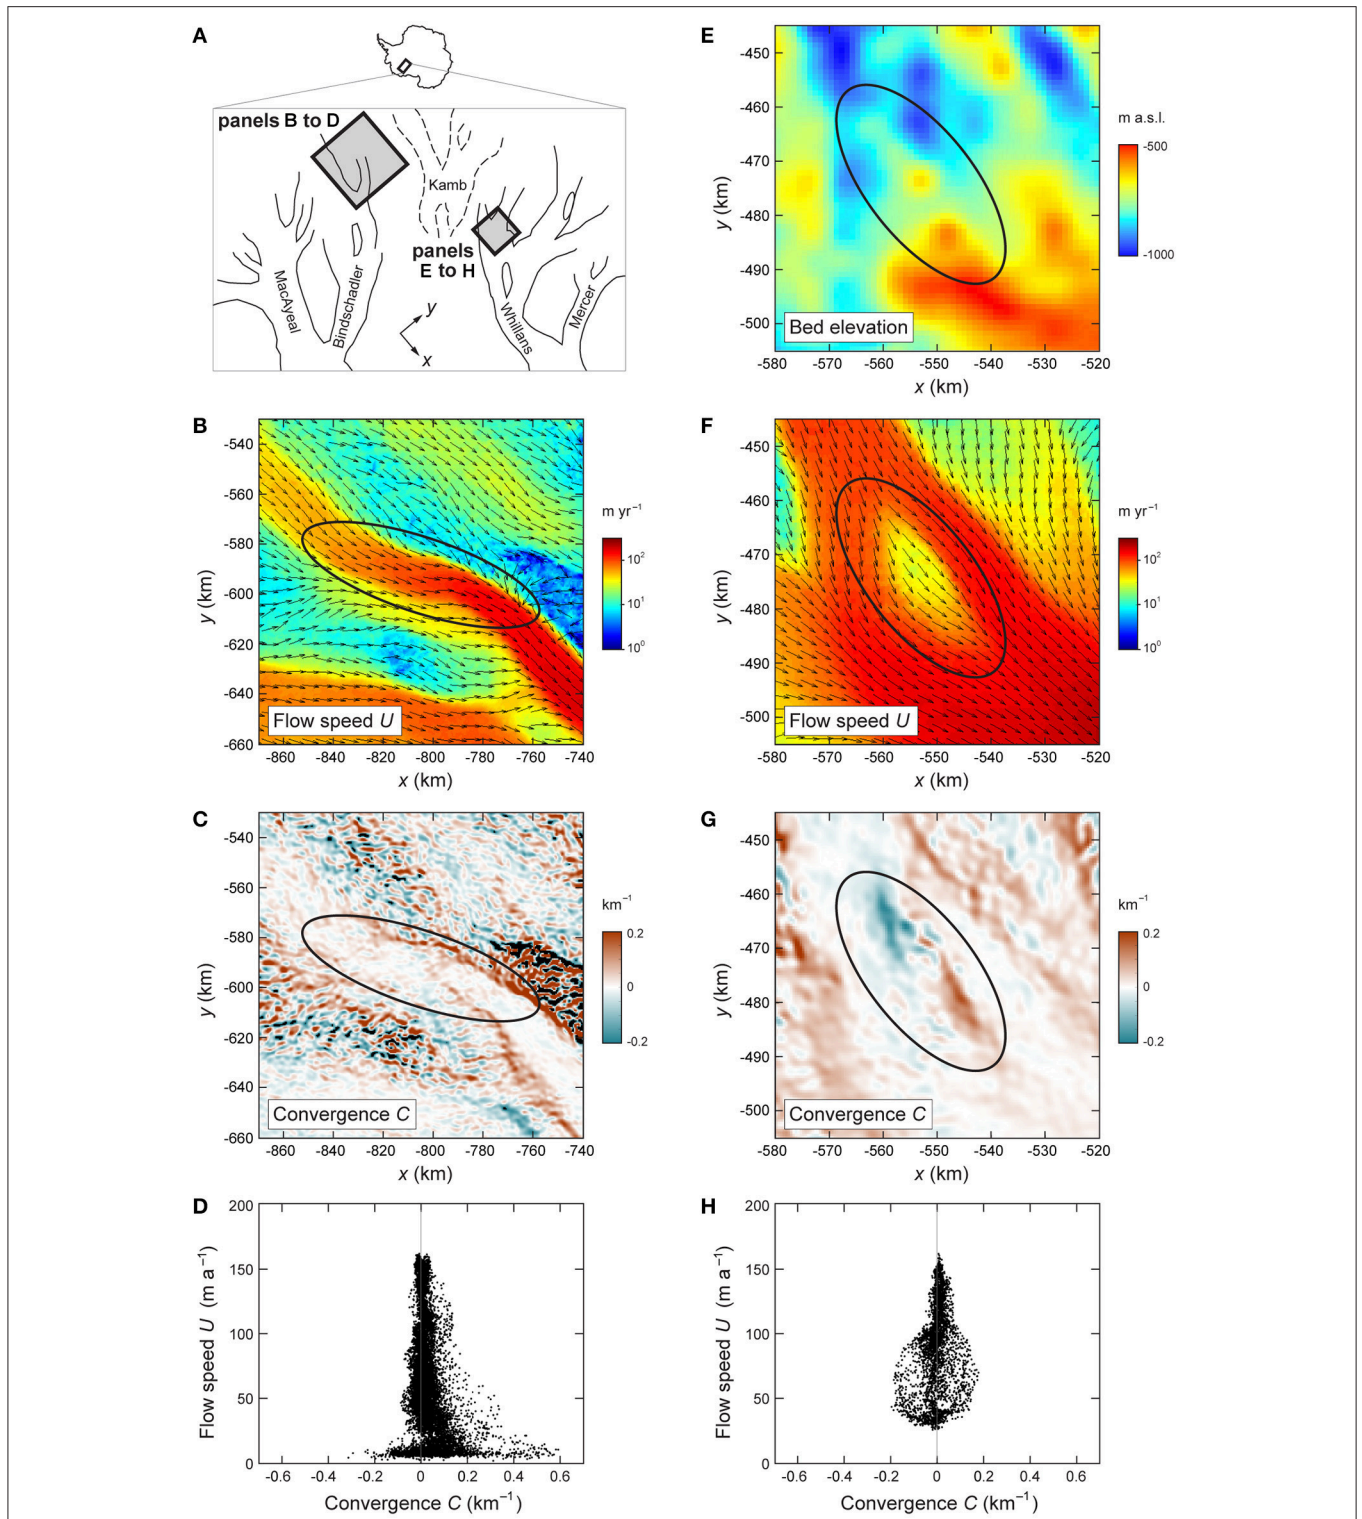 A
panels B to D
Kamb
panels
E to H
MacAyeal
Bindschadler
Whillans
Mercer
y
x
E
-450
-460
-470
-480
-490
-500
y (km)
Bed elevation
-580 -570 -560 -550 -540 -530 -520
x (km)
m a.s.l.
-500
-1000
B
-540
-560
-580
-600
-620
-640
-660
y (km)
Flow speed U
-860 -840 -820 -800 -780 -760 -740
x (km)
m yr⁻¹
10²
10¹
10⁰
F
-450
-460
-470
-480
-490
-500
y (km)
Flow speed U
-580 -570 -560 -550 -540 -530 -520
x (km)
m yr⁻¹
10²
10¹
10⁰
C
-540
-560
-580
-600
-620
-640
-660
y (km)
Convergence C
-860 -840 -820 -800 -780 -760 -740
x (km)
km⁻¹
0.2
0
-0.2
G
-450
-460
-470
-480
-490
-500
y (km)
Convergence C
-580 -570 -560 -550 -540 -530 -520
x (km)
km⁻¹
0.2
0
-0.2
D
200
150
100
50
0
Flow speed U (m a⁻¹)
-0.6 -0.4 -0.2 0 0.2 0.4 0.6
Convergence C (km⁻¹)
H
200
150
100
50
0
Flow speed U (m a⁻¹)
-0.6 -0.4 -0.2 0 0.2 0.4 0.6
Convergence C (km⁻¹)